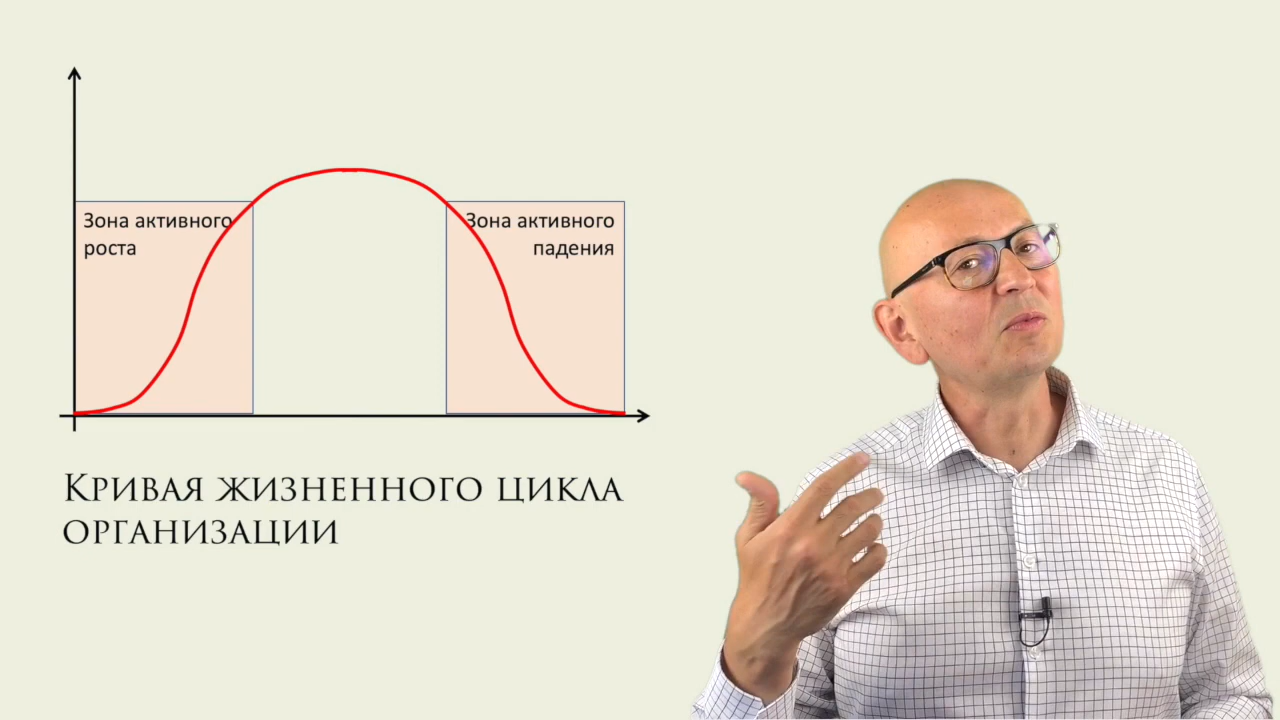 Зона активного
роста
Зона активного
падения
Кривая жизненного цикла
организации